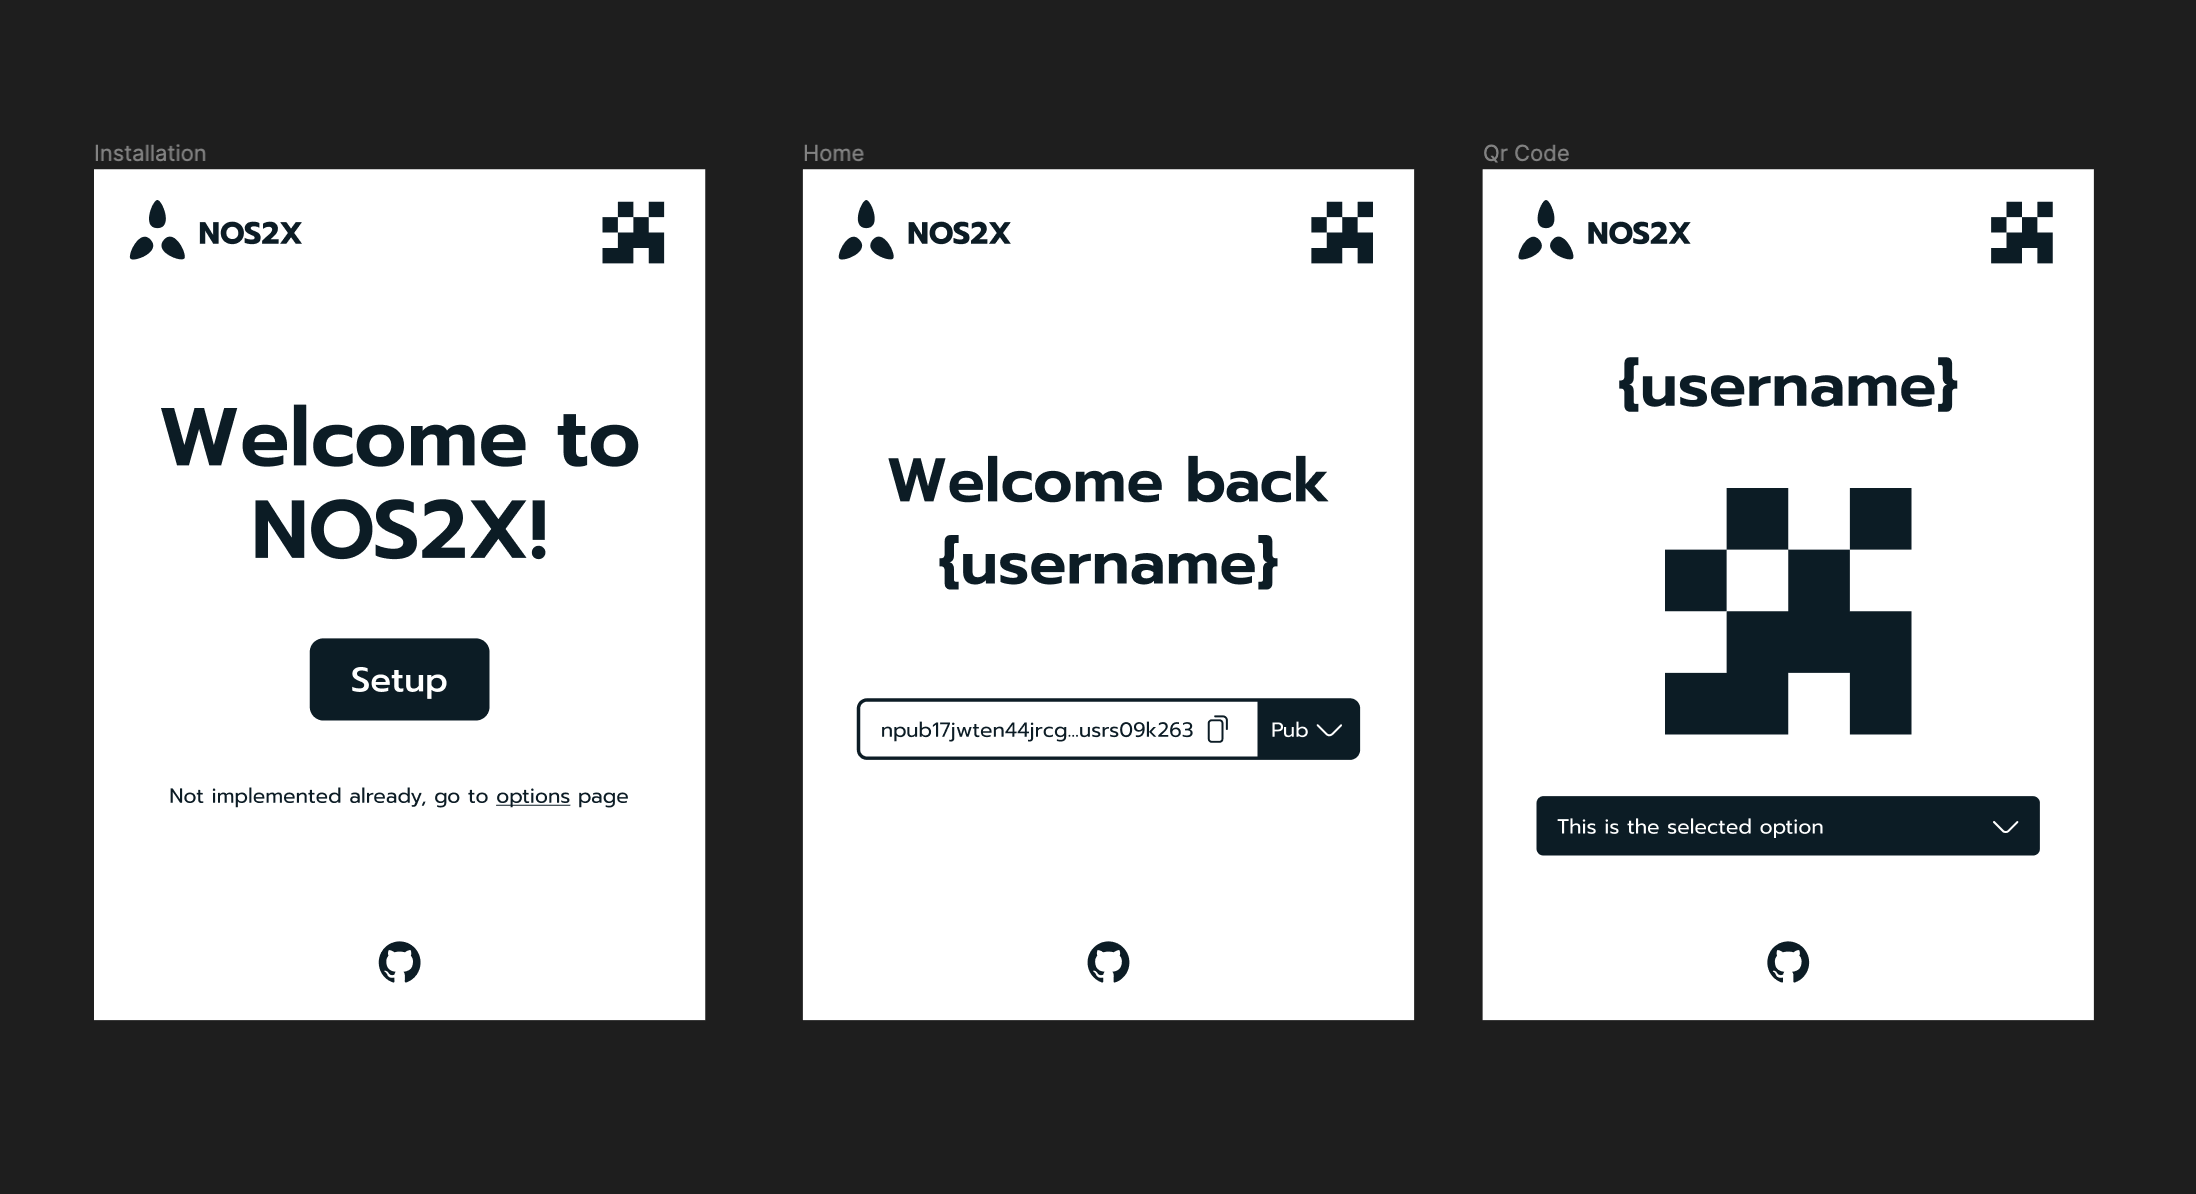 Installation
NOS2X
Welcome to
NOS2X!
Setup
Not implemented already, go to options page
Home
NOS2X
Welcome back
{username}
npub17jwten44jrcg...usrs09k263
Pub
Qr Code
NOS2X
{username}
This is the selected option